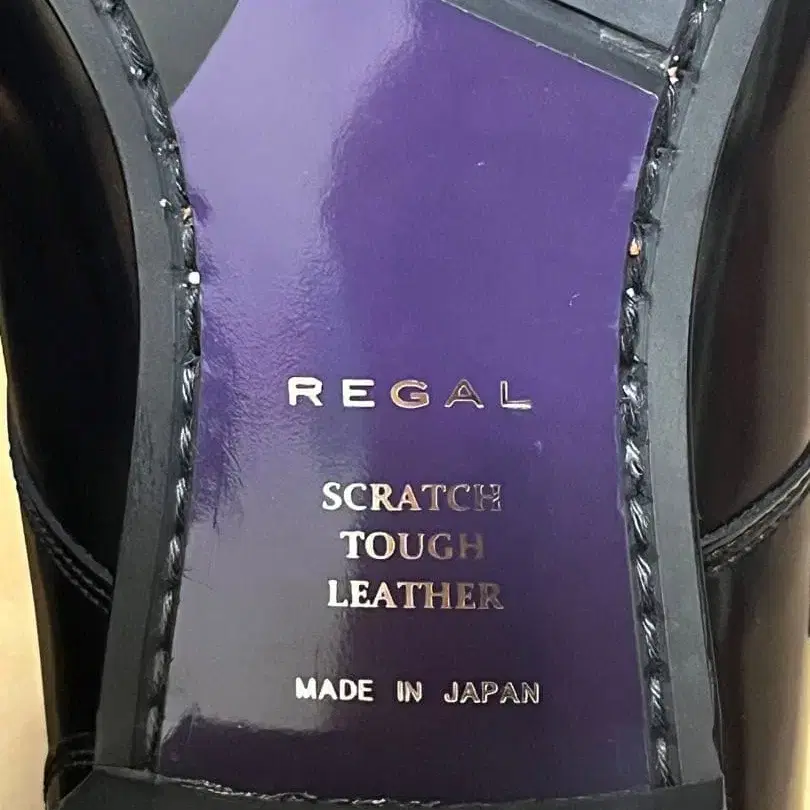 REGAL
SCRATCH
TOUGH
LEATHER
MADE IN JAPAN